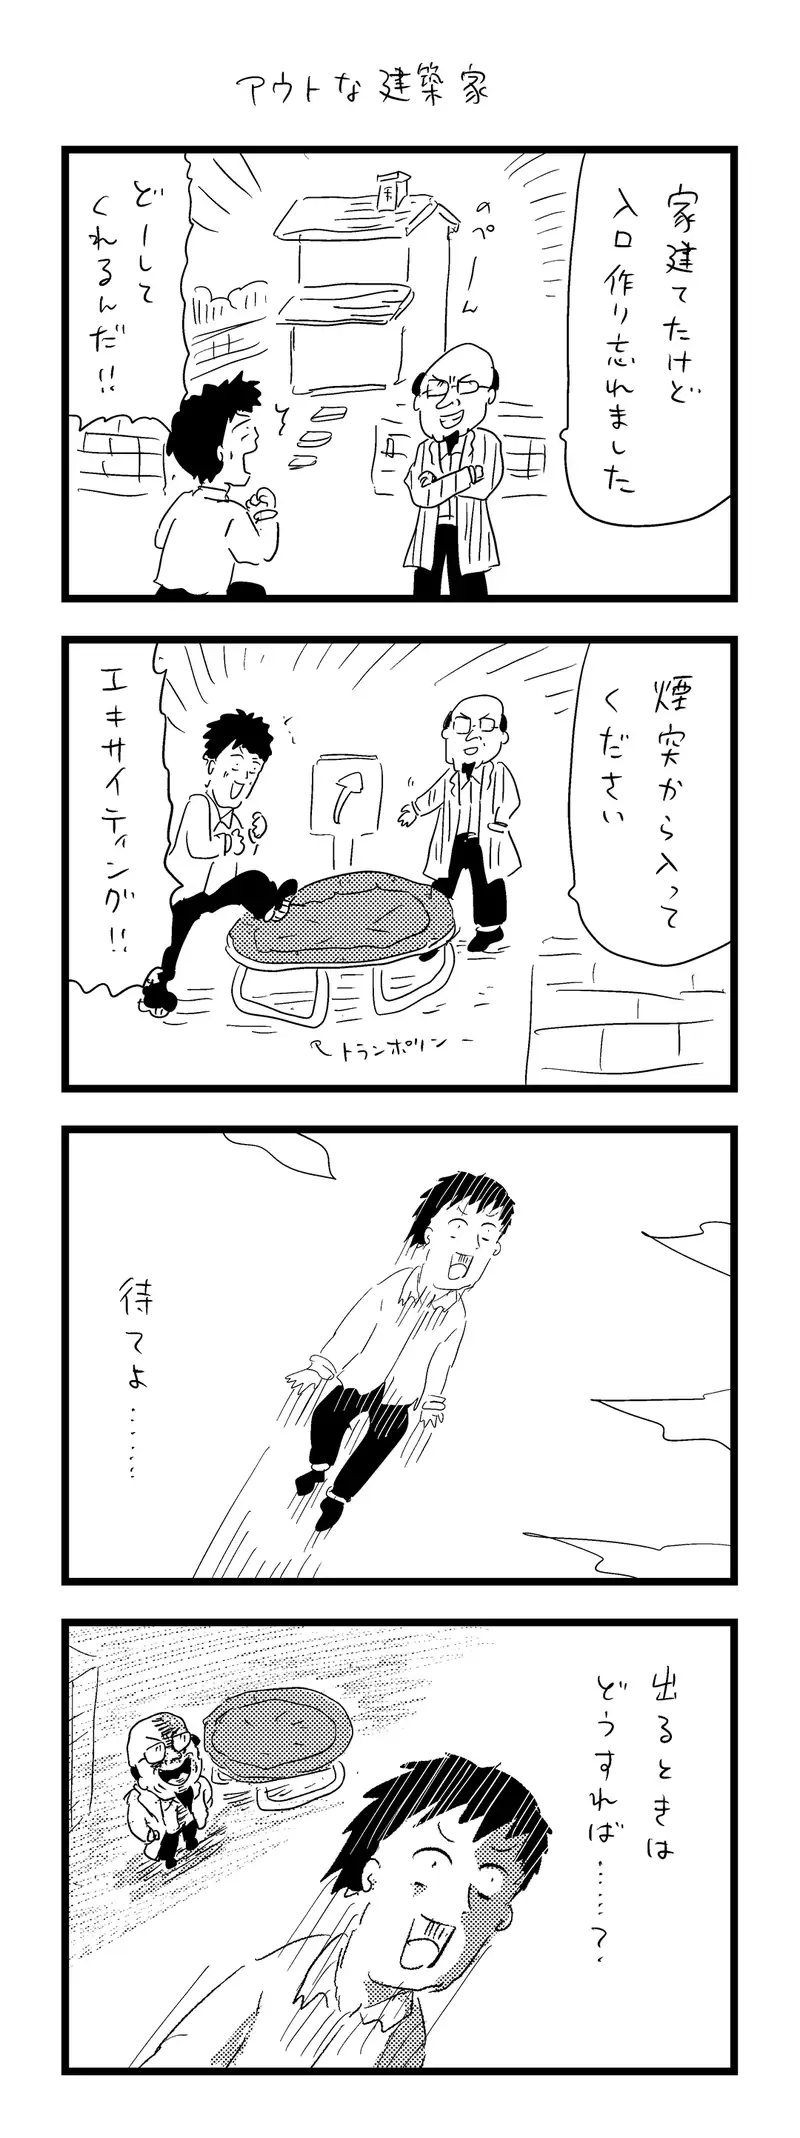 アウトな建築家
家建てたけど
入口作り忘れました
のぺーん
どーして
くれるんだ!!
煙突から入って
ください
エキサイティング!!
トランポリン
待てよ……
出るときは
どうすれば……?